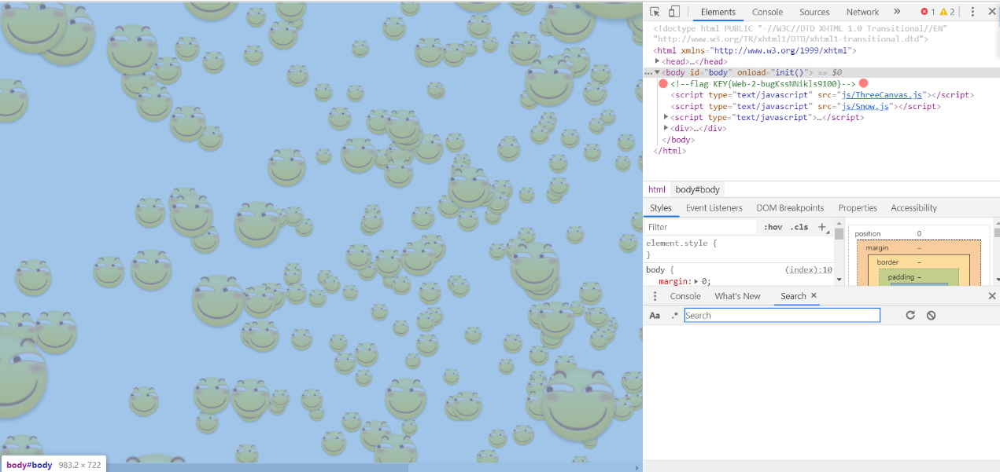 Elements Console Sources Network » 1 2
<!doctype html PUBLIC "-//W3C//DTD XHTML 1.0 Transitional//EN"
"http://www.w3.org/TR/xhtml1/DTD/xhtml1-transitional.dtd">
<html xmlns="http://www.w3.org/1999/xhtml">
<head>…</head>
…<body id="body" onload="init()"> == $0
<!--flag KEY{Web-2-bugKssNNikls9100}-->
<script type="text/javascript" src="js/ThreeCanvas.js"></script>
<script type="text/javascript" src="js/Snow.js"></script>
<script type="text/javascript">…</script>
<div>…</div>
</body>
</html>
html body#body
Styles Event Listeners DOM Breakpoints Properties Accessibility
Filter :hov .cls +
element.style {
}
body { (index):10
margin: 0;
position 0
margin –
border –
padding –
Console What's New Search ×
Aa .* Search
body#body 983.2 × 722